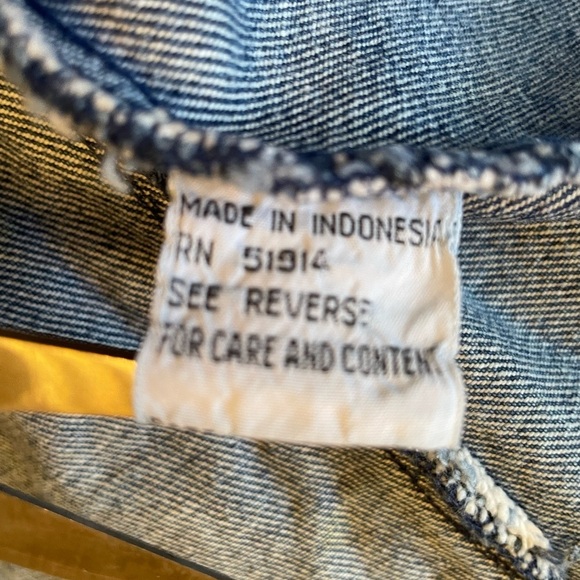 MADE IN INDONESIA
RN 51914
SEE REVERSE
FOR CARE AND CONTENT